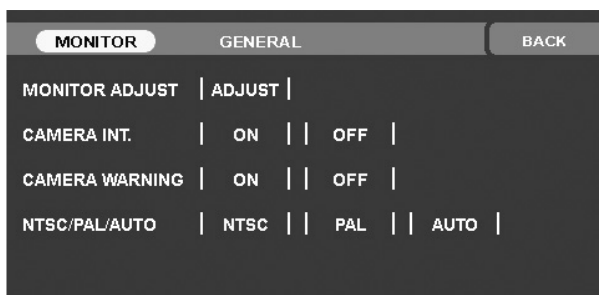 MONITOR GENERAL BACK
MONITOR ADJUST | ADJUST |
CAMERA INT. | ON | | OFF |
CAMERA WARNING | ON | | OFF |
NTSC/PAL/AUTO | NTSC | | PAL | | AUTO |